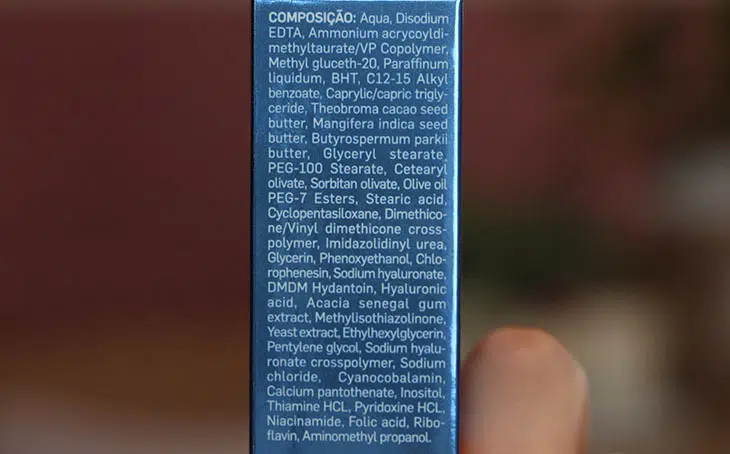 COMPOSIÇÃO: Aqua, Disodium
EDTA, Ammonium acrycoyldi-
methyltaurate/VP Copolymer,
Methyl gluceth-20, Paraffinum
liquidum, BHT, C12-15 Alkyl
benzoate, Caprylic/capric trigly-
ceride, Theobroma cacao seed
butter, Mangifera indica seed
butter, Butyrospermum parkii
butter, Glyceryl stearate,
PEG-100 Stearate, Cetearyl
olivate, Sorbitan olivate, Olive oil
PEG-7 Esters, Stearic acid,
Cyclopentasiloxane, Dimethico-
ne/Vinyl dimethicone cross-
polymer, Imidazolidinyl urea,
Glycerin, Phenoxyethanol, Chlo-
rophenesin, Sodium hyaluronate,
DMDM Hydantoin, Hyaluronic
acid, Acacia senegal gum
extract, Methylisothiazolinone,
Yeast extract, Ethylhexylglycerin,
Pentylene glycol, Sodium hyalu-
ronate crosspolymer, Sodium
chloride, Cyanocobalamin,
Calcium pantothenate, Inositol,
Thiamine HCL, Pyridoxine HCL,
Niacinamide, Folic acid, Ribo-
flavin, Aminomethyl propanol.